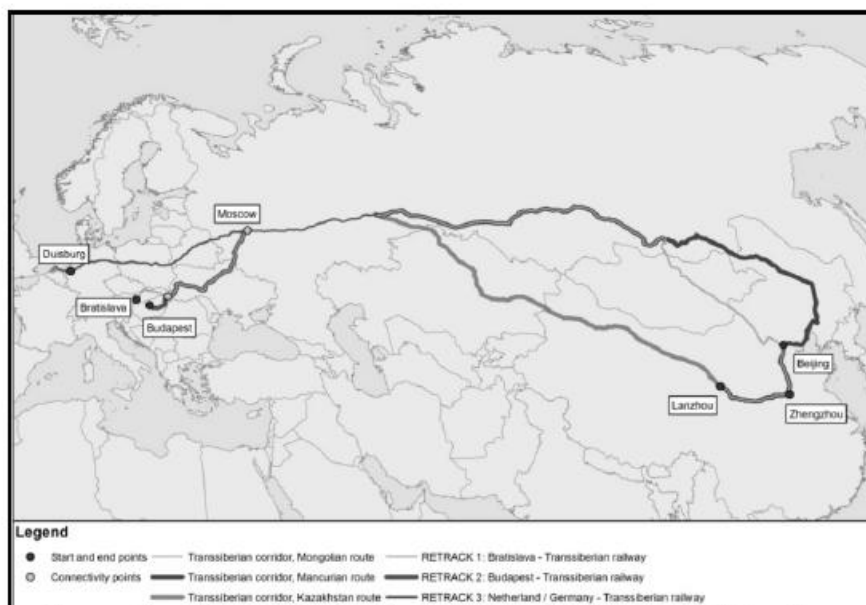 Moscow
Duisburg
Bratislava
Budapest
Beijing
Lanzhou
Zhengzhou
Legend
Start and end points
Transsiberian corridor, Mongolian route
RETRACK 1: Bratislava - Transsiberian railway
Connectivity points
Transsiberian corridor, Mancurian route
RETRACK 2: Budapest - Transsiberian railway
Transsiberian corridor, Kazakhstan route
RETRACK 3: Netherland / Germany - Transsiberian railway